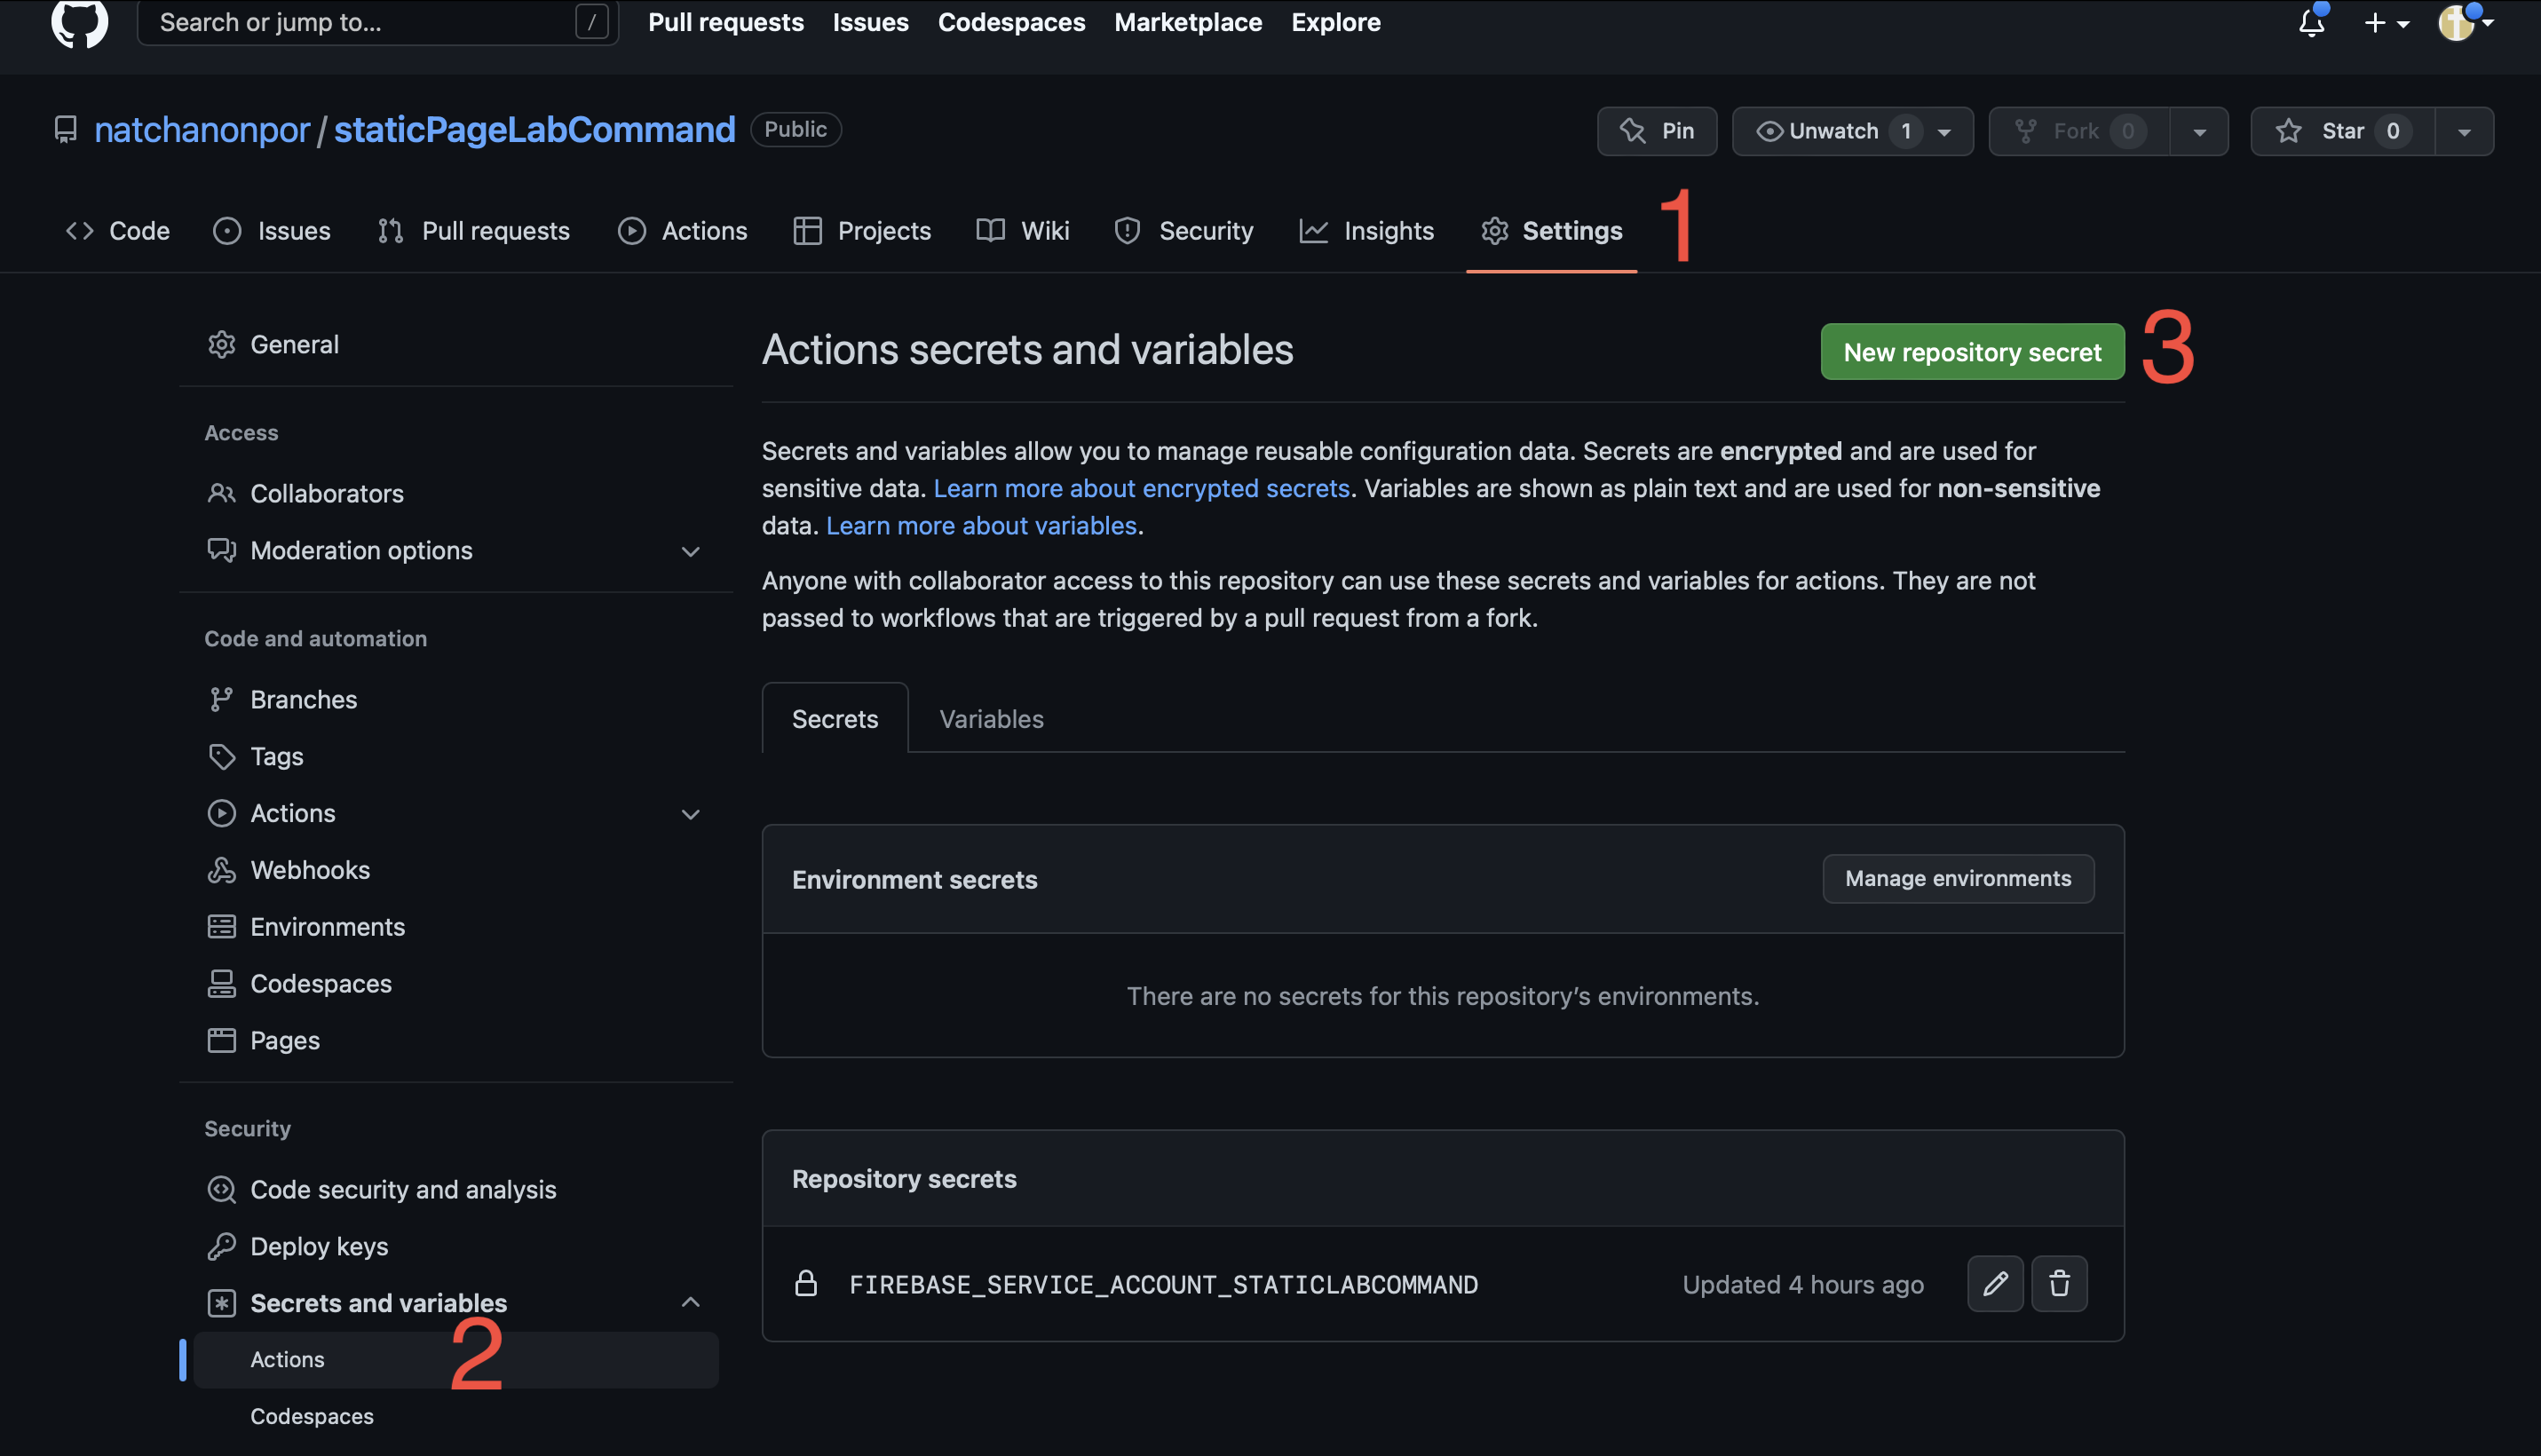 Search or jump to... /
Pull requests Issues Codespaces Marketplace Explore
natchanonpor / staticPageLabCommand Public
Pin
Unwatch 1
Fork 0
Star 0
Code Issues Pull requests Actions Projects Wiki Security Insights Settings
1
General
Access
Collaborators
Moderation options
Code and automation
Branches
Tags
Actions
Webhooks
Environments
Codespaces
Pages
Security
Code security and analysis
Deploy keys
Secrets and variables
Actions
2
Codespaces
Actions secrets and variables
New repository secret
3
Secrets and variables allow you to manage reusable configuration data. Secrets are encrypted and are used for
sensitive data. Learn more about encrypted secrets. Variables are shown as plain text and are used for non-sensitive
data. Learn more about variables.
Anyone with collaborator access to this repository can use these secrets and variables for actions. They are not
passed to workflows that are triggered by a pull request from a fork.
Secrets Variables
Environment secrets
Manage environments
There are no secrets for this repository’s environments.
Repository secrets
FIREBASE_SERVICE_ACCOUNT_STATICLABCOMMAND
Updated 4 hours ago